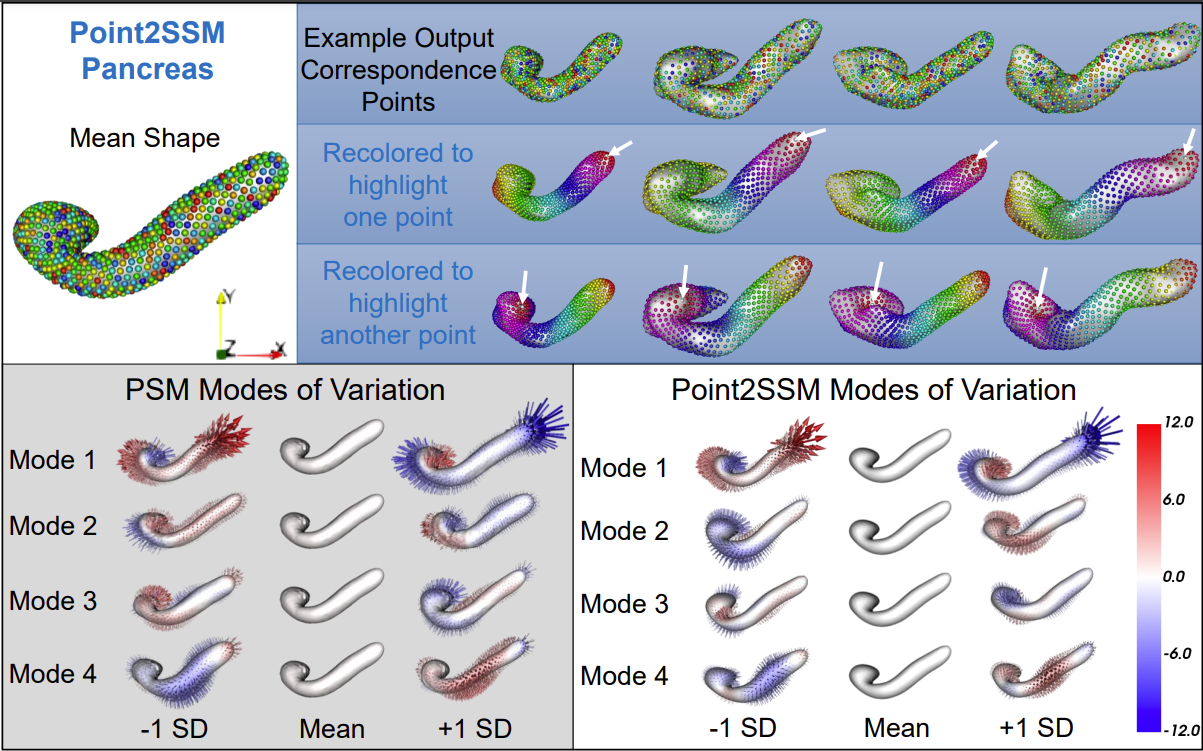 Point2SSM
Pancreas
Mean Shape
Y
Z
X
Example Output
Correspondence
Points
Recolored to
highlight
one point
Recolored to
highlight
another point
PSM Modes of Variation
Mode 1
Mode 2
Mode 3
Mode 4
-1 SD
Mean
+1 SD
Point2SSM Modes of Variation
Mode 1
Mode 2
Mode 3
Mode 4
-1 SD
Mean
+1 SD
12.0
6.0
0.0
-6.0
-12.0